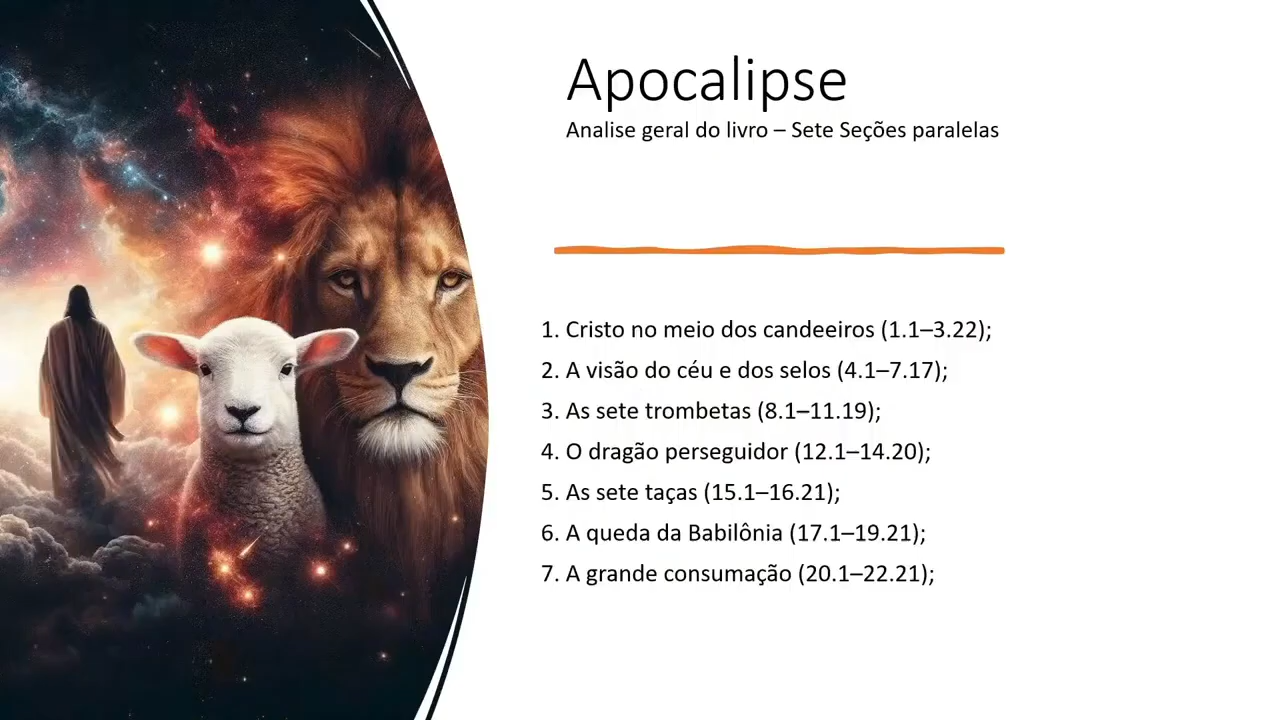 Apocalipse
Analise geral do livro – Sete Seções paralelas
1. Cristo no meio dos candeeiros (1.1–3.22);
2. A visão do céu e dos selos (4.1–7.17);
3. As sete trombetas (8.1–11.19);
4. O dragão perseguidor (12.1–14.20);
5. As sete taças (15.1–16.21);
6. A queda da Babilônia (17.1–19.21);
7. A grande consumação (20.1–22.21);